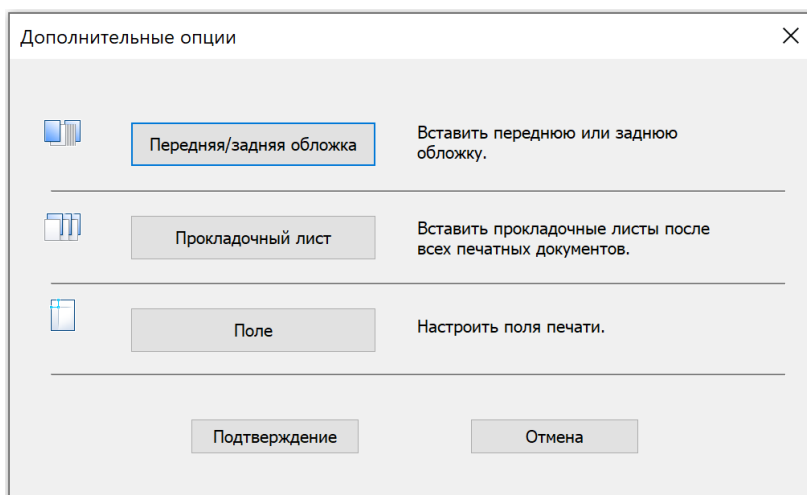 Дополнительные опции
Передняя/задняя обложка
Вставить переднюю или заднюю
обложку.
Прокладочный лист
Вставить прокладочные листы после
всех печатных документов.
Поле
Настроить поля печати.
Подтверждение
Отмена